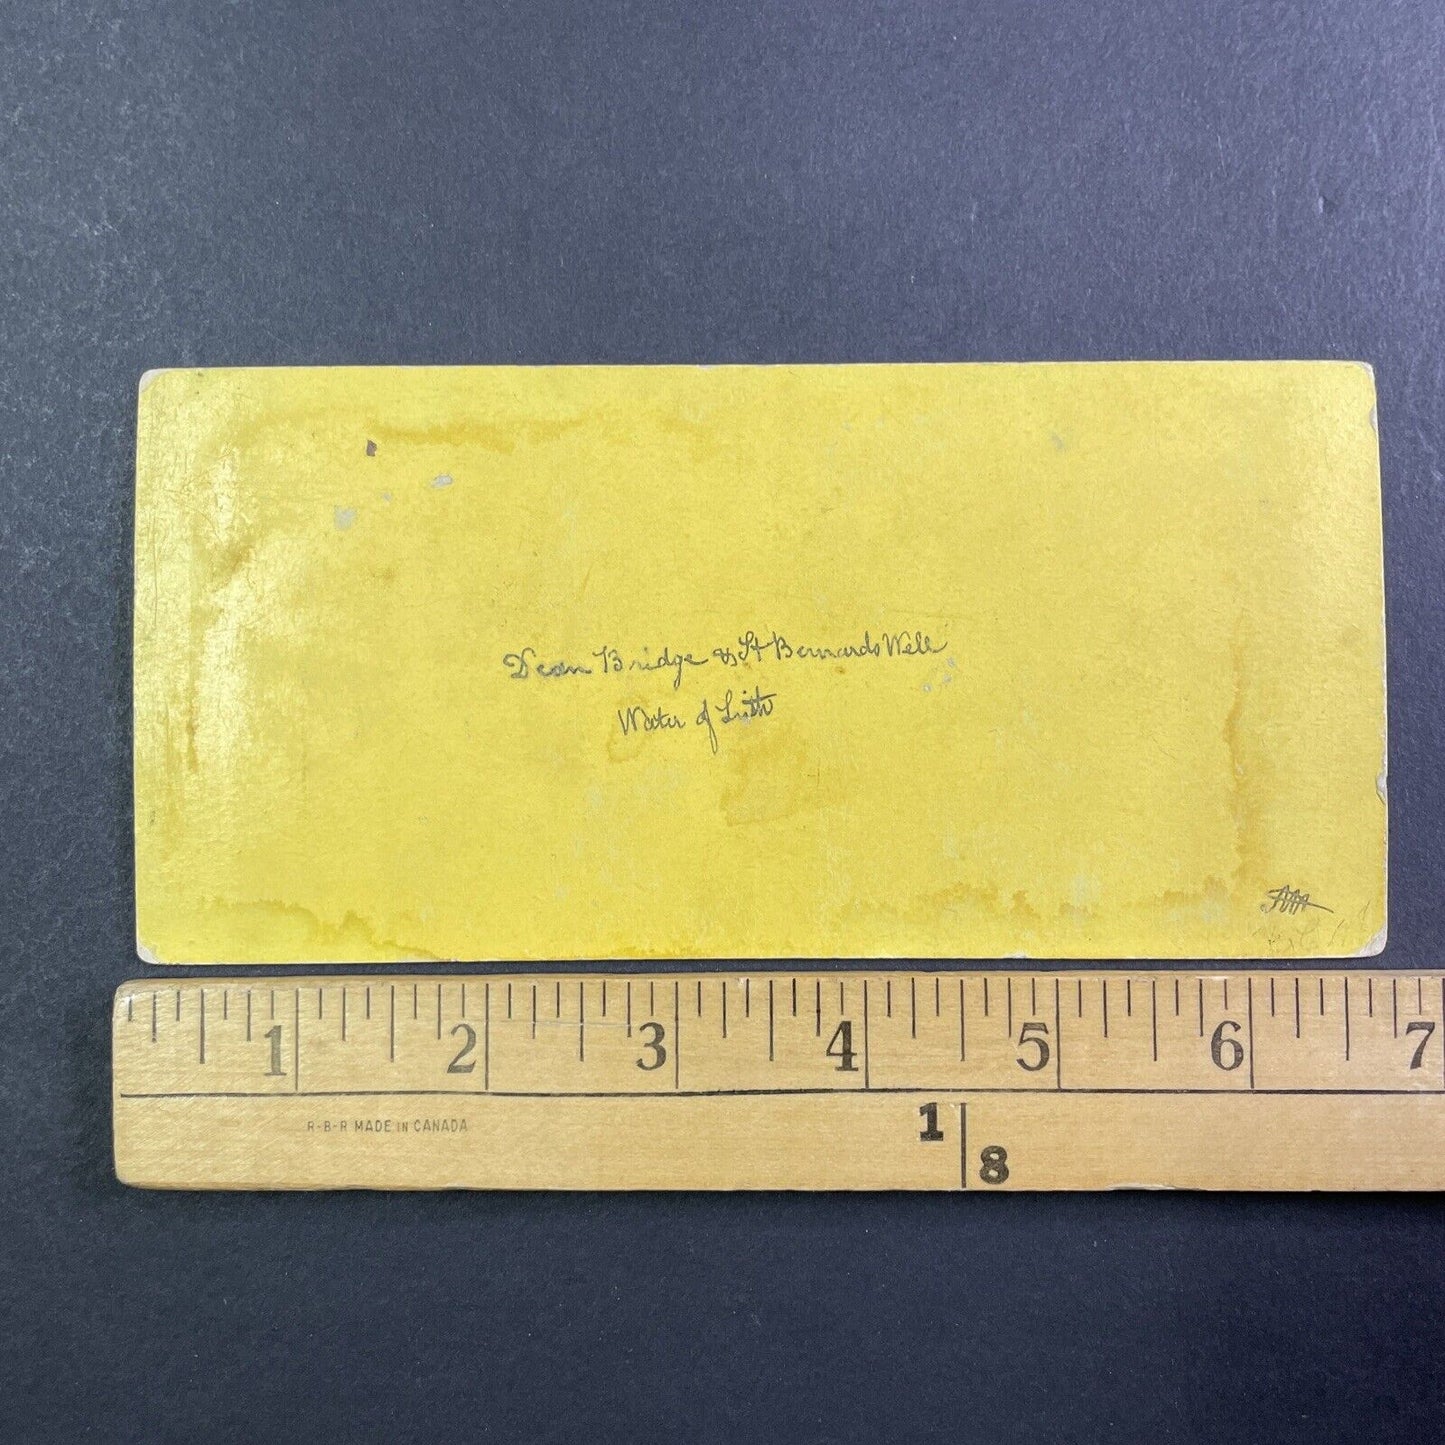 Dean Bridge & St Bernards Well
Water of Leith
1 2 3 4 5 6 7
R-B-R MADE IN CANADA
1
8